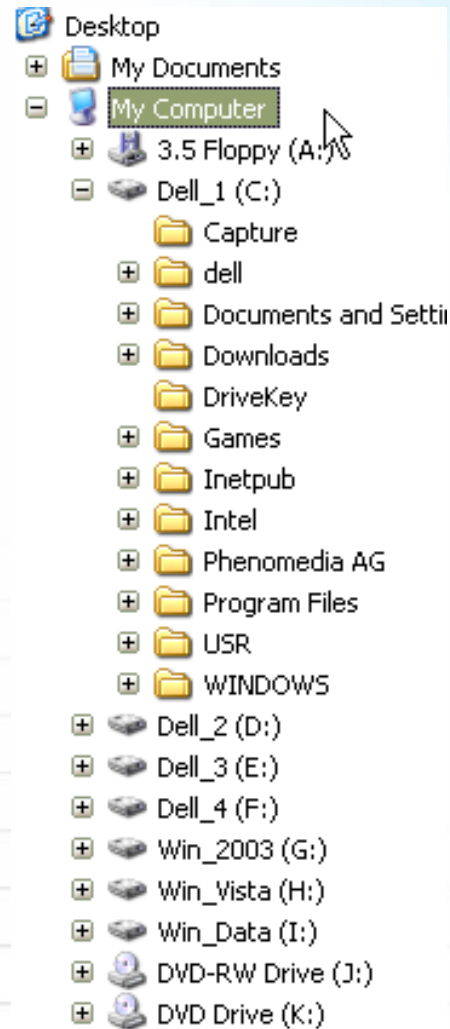 Desktop
My Documents
My Computer
3.5 Floppy (A:)
Dell_1 (C:)
Capture
dell
Documents and Setti
Downloads
DriveKey
Games
Inetpub
Intel
Phenomedia AG
Program Files
USR
WINDOWS
Dell_2 (D:)
Dell_3 (E:)
Dell_4 (F:)
Win_2003 (G:)
Win_Vista (H:)
Win_Data (I:)
DVD-RW Drive (J:)
DVD Drive (K:)